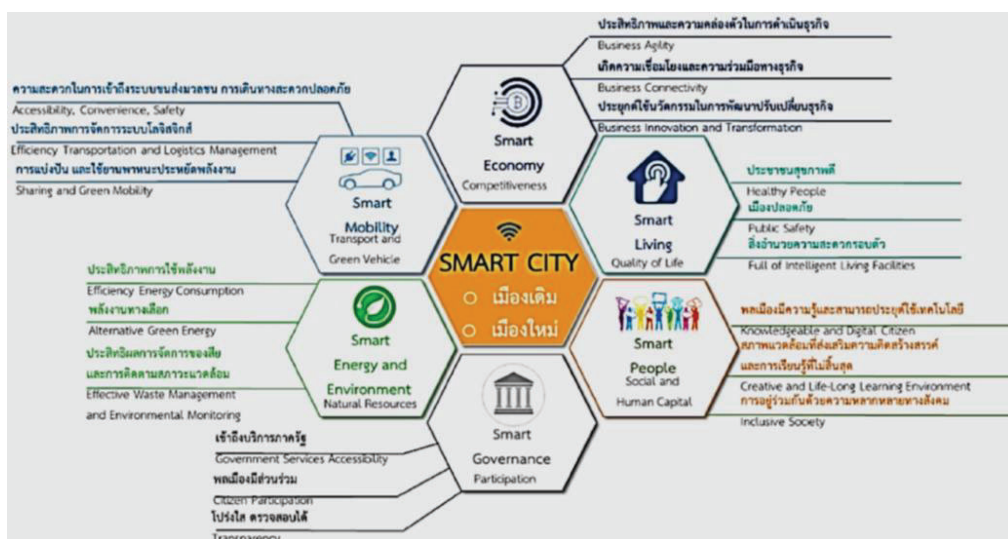 ประสิทธิภาพและความคล่องตัวในการดำเนินธุรกิจ
Business Agility
เกิดความเชื่อมโยงและความร่วมมือทางธุรกิจ
Business Connectivity
ประยุกต์ใช้นวัตกรรมในการพัฒนาปรับเปลี่ยนธุรกิจ
Business Innovation and Transformation
Smart
Economy
Competitiveness
ความสะดวกในการเข้าถึงระบบขนส่งมวลชน การเดินทางสะดวกปลอดภัย
Accessibility, Convenience, Safety
ประสิทธิภาพการจัดการระบบโลจิสติกส์
Efficiency Transportation and Logistics Management
การแบ่งปัน และใช้ยานพาหนะประหยัดพลังงาน
Sharing and Green Mobility
Smart
Mobility
Transport and
Green Vehicle
ประชาชนสุขภาพดี
Healthy People
เมืองปลอดภัย
Public Safety
สิ่งอำนวยความสะดวกรอบตัว
Full of Intelligent Living Facilities
Smart
Living
Quality of Life
SMART CITY
เมืองเดิม
เมืองใหม่
ประสิทธิภาพการใช้พลังงาน
Efficiency Energy Consumption
พลังงานทางเลือก
Alternative Green Energy
ประสิทธิผลการจัดการของเสีย
และการติดตามสภาวะแวดล้อม
Effective Waste Management
and Environmental Monitoring
Smart
Energy and
Environment
Natural Resources
Smart
People
Social and
Human Capital
พลเมืองมีความรู้และสามารถประยุกต์ใช้เทคโนโลยี
Knowledgeable and Digital Citizen
สภาพแวดล้อมที่ส่งเสริมความคิดสร้างสรรค์
และการเรียนรู้ที่ไม่สิ้นสุด
Creative and Life-Long Learning Environment
การอยู่ร่วมกันด้วยความหลากหลายทางสังคม
Inclusive Society
Smart
Governance
Participation
เข้าถึงบริการภาครัฐ
Government Services Accessibility
พลเมืองมีส่วนร่วม
Citizen Participation
โปร่งใส ตรวจสอบได้
Transparency